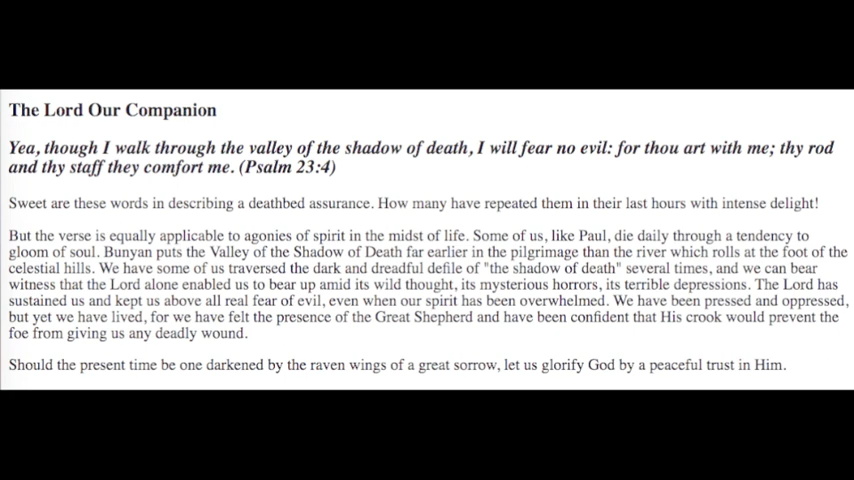 The Lord Our Companion
Yea, though I walk through the valley of the shadow of death, I will fear no evil: for thou art with me; thy rod
and thy staff they comfort me. (Psalm 23:4)
Sweet are these words in describing a deathbed assurance. How many have repeated them in their last hours with intense delight!
But the verse is equally applicable to agonies of spirit in the midst of life. Some of us, like Paul, die daily through a tendency to
gloom of soul. Bunyan puts the Valley of the Shadow of Death far earlier in the pilgrimage than the river which rolls at the foot of the
celestial hills. We have some of us traversed the dark and dreadful defile of "the shadow of death" several times, and we can bear
witness that the Lord alone enabled us to bear up amid its wild thought, its mysterious horrors, its terrible depressions. The Lord has
sustained us and kept us above all real fear of evil, even when our spirit has been overwhelmed. We have been pressed and oppressed,
but yet we have lived, for we have felt the presence of the Great Shepherd and have been confident that His crook would prevent the
foe from giving us any deadly wound.
Should the present time be one darkened by the raven wings of a great sorrow, let us glorify God by a peaceful trust in Him.